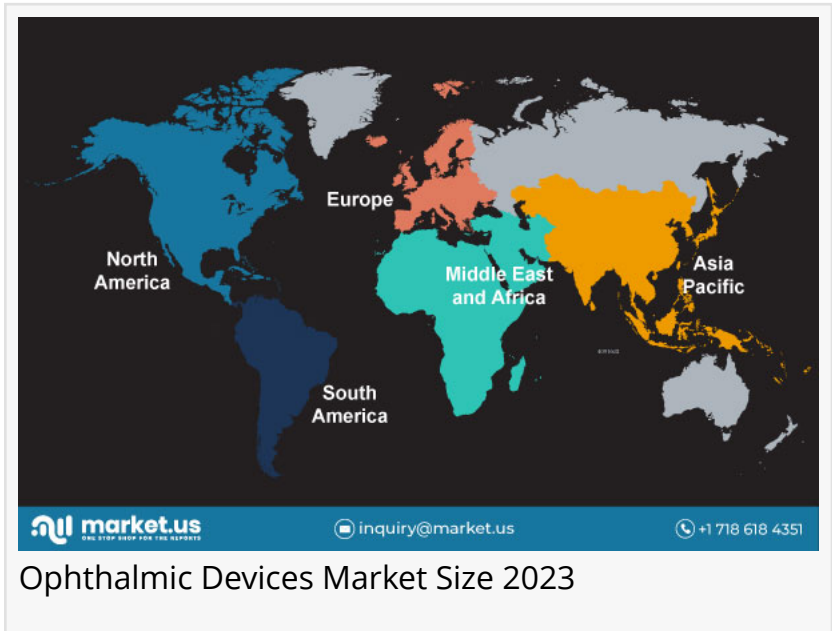 Europe
North
America
Middle East
and Africa
Asia
Pacific
South
America
market.us
ONE STOP SHOP FOR THE REPORTS
inquiry@market.us
+1 718 618 4351
Ophthalmic Devices Market Size 2023